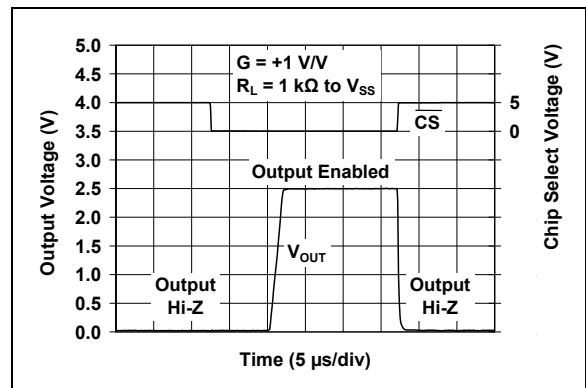 Output Voltage (V)
5.0
4.5
4.0
3.5
3.0
2.5
2.0
1.5
1.0
0.5
0.0
G = +1 V/V
R_L = 1 kΩ to V_SS
CS
Output Enabled
V_OUT
Output
Hi-Z
Output
Hi-Z
5
0
Chip Select Voltage (V)
Time (5 µs/div)